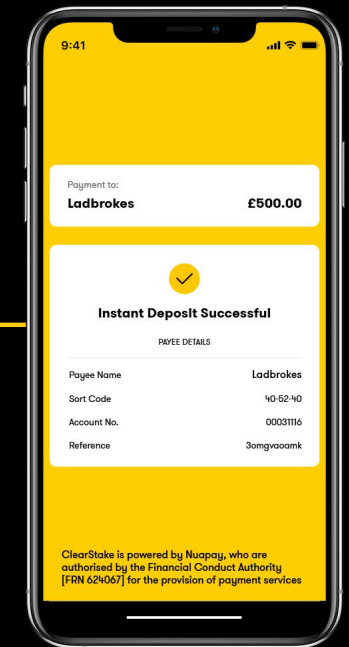 9:41
Payment to:
Ladbrokes £500.00
Instant Deposit Successful
PAYEE DETAILS
Payee Name Ladbrokes
Sort Code 40-52-40
Account No. 00031116
Reference 3omgvaoamk
ClearStake is powered by Nuapay, who are
authorised by the Financial Conduct Authority
[FRN 624067] for the provision of payment services